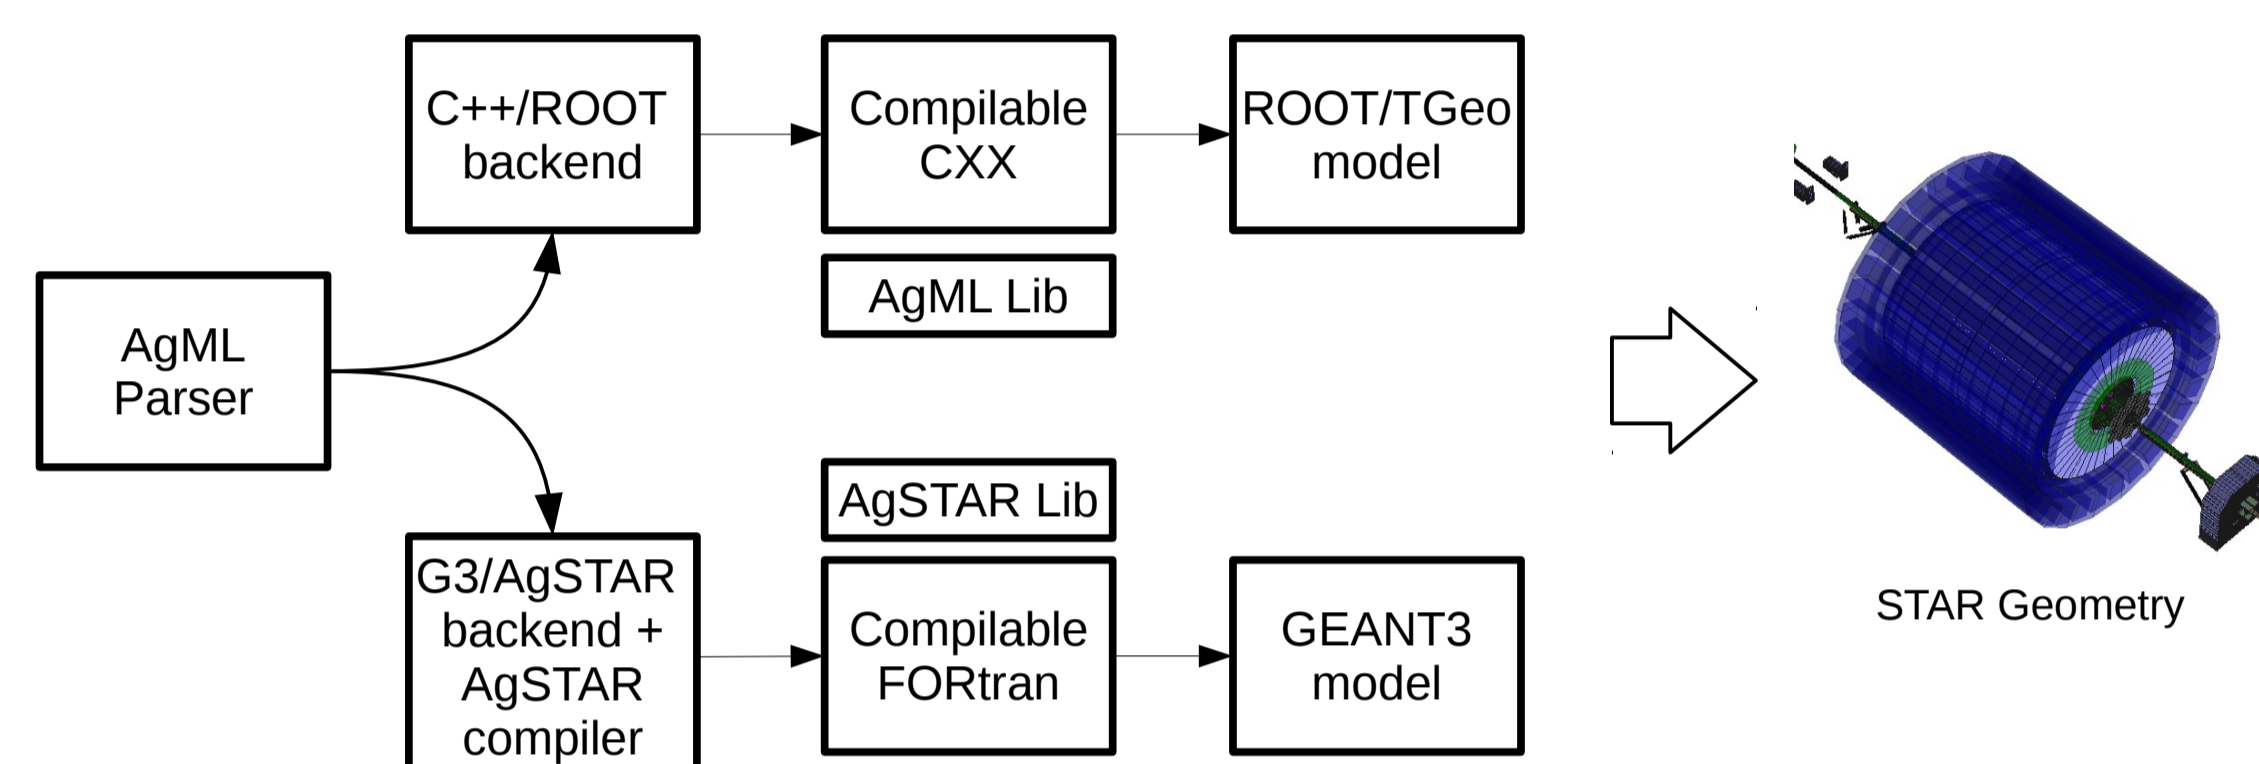 C++/ROOT
backend
Compilable
CXX
ROOT/TGeo
model
AgML Lib
AgML
Parser
AgSTAR Lib
G3/AgSTAR
backend +
AgSTAR
compiler
Compilable
FORtran
GEANT3
model
STAR Geometry